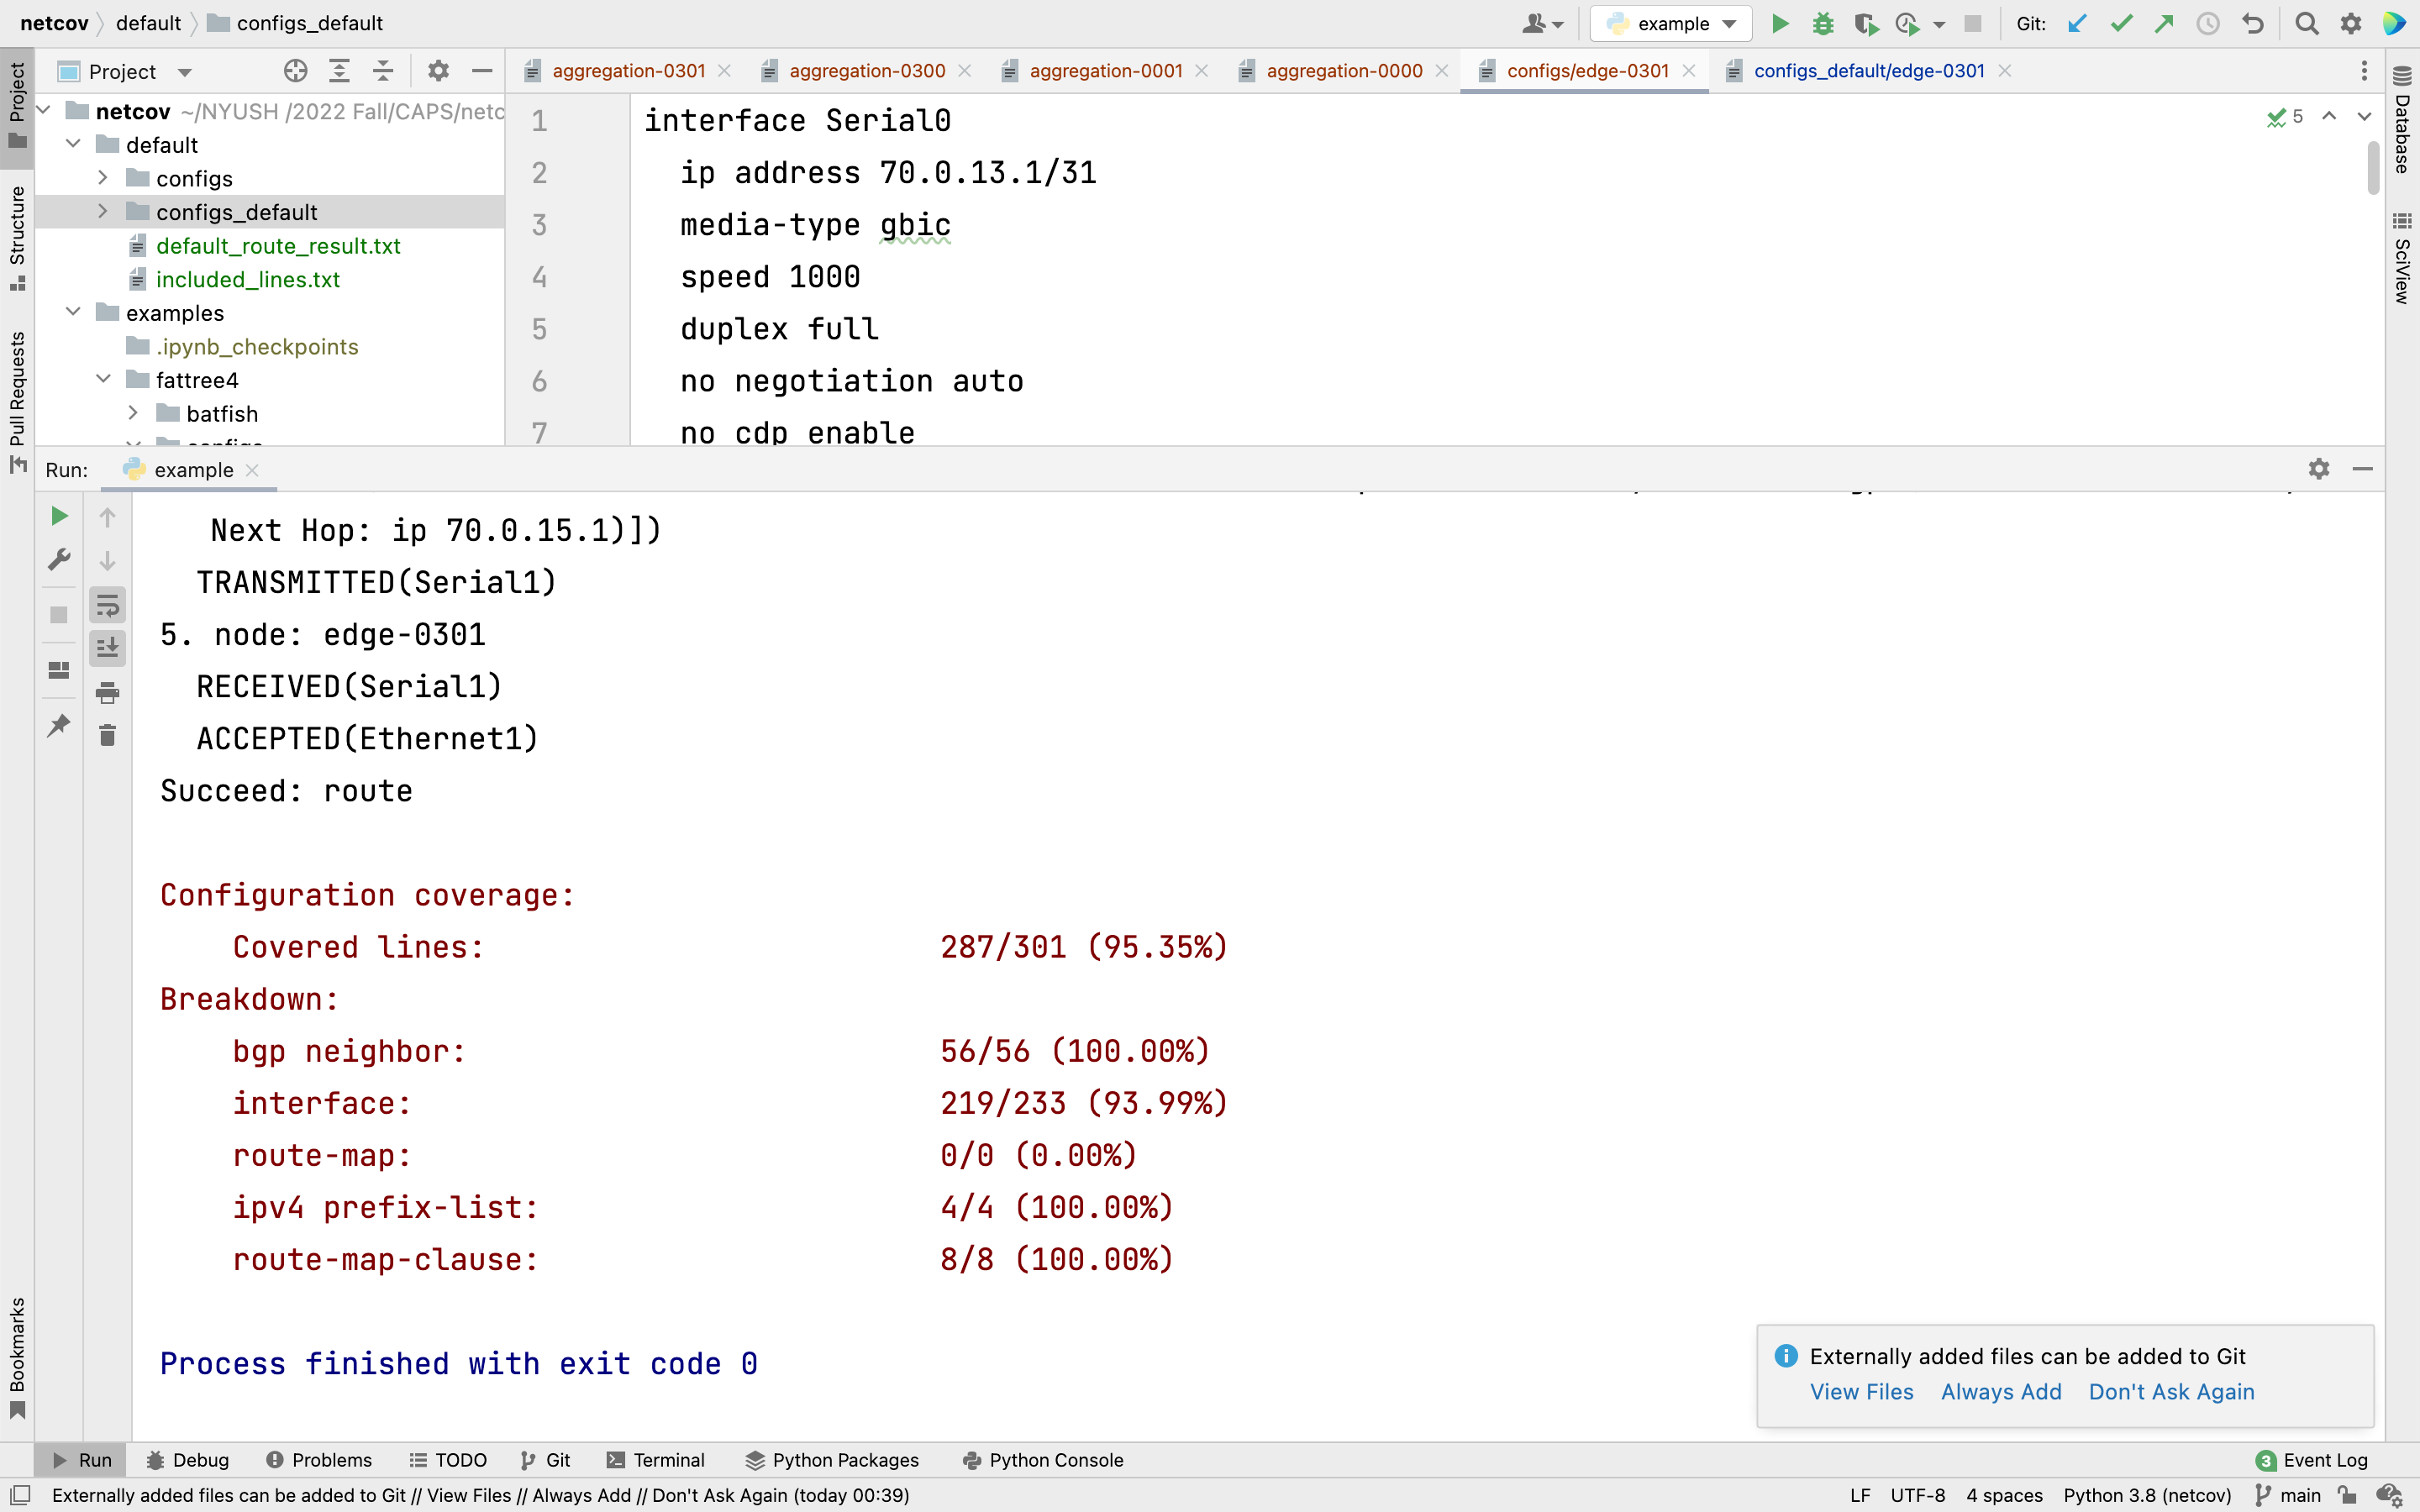 netcov default configs_default
example
Git:
Project
aggregation-0301
aggregation-0300
aggregation-0001
aggregation-0000
configs/edge-0301
configs_default/edge-0301
Project
Structure
Pull Requests
Bookmarks
Database
SciView
netcov ~/NYUSH /2022 Fall/CAPS/netc
default
configs
configs_default
default_route_result.txt
included_lines.txt
examples
.ipynb_checkpoints
fattree4
batfish
configs
5
1 interface Serial0
2 ip address 70.0.13.1/31
3 media-type gbic
4 speed 1000
5 duplex full
6 no negotiation auto
7 no cdp enable
Run: example
Next Hop: ip 70.0.15.1)])
TRANSMITTED(Serial1)
5. node: edge-0301
RECEIVED(Serial1)
ACCEPTED(Ethernet1)
Succeed: route
Configuration coverage:
Covered lines: 287/301 (95.35%)
Breakdown:
bgp neighbor: 56/56 (100.00%)
interface: 219/233 (93.99%)
route-map: 0/0 (0.00%)
ipv4 prefix-list: 4/4 (100.00%)
route-map-clause: 8/8 (100.00%)
Process finished with exit code 0
Externally added files can be added to Git
View Files Always Add Don't Ask Again
Run Debug Problems TODO Git Terminal Python Packages Python Console 3 Event Log
Externally added files can be added to Git // View Files // Always Add // Don't Ask Again (today 00:39) LF UTF-8 4 spaces Python 3.8 (netcov) main